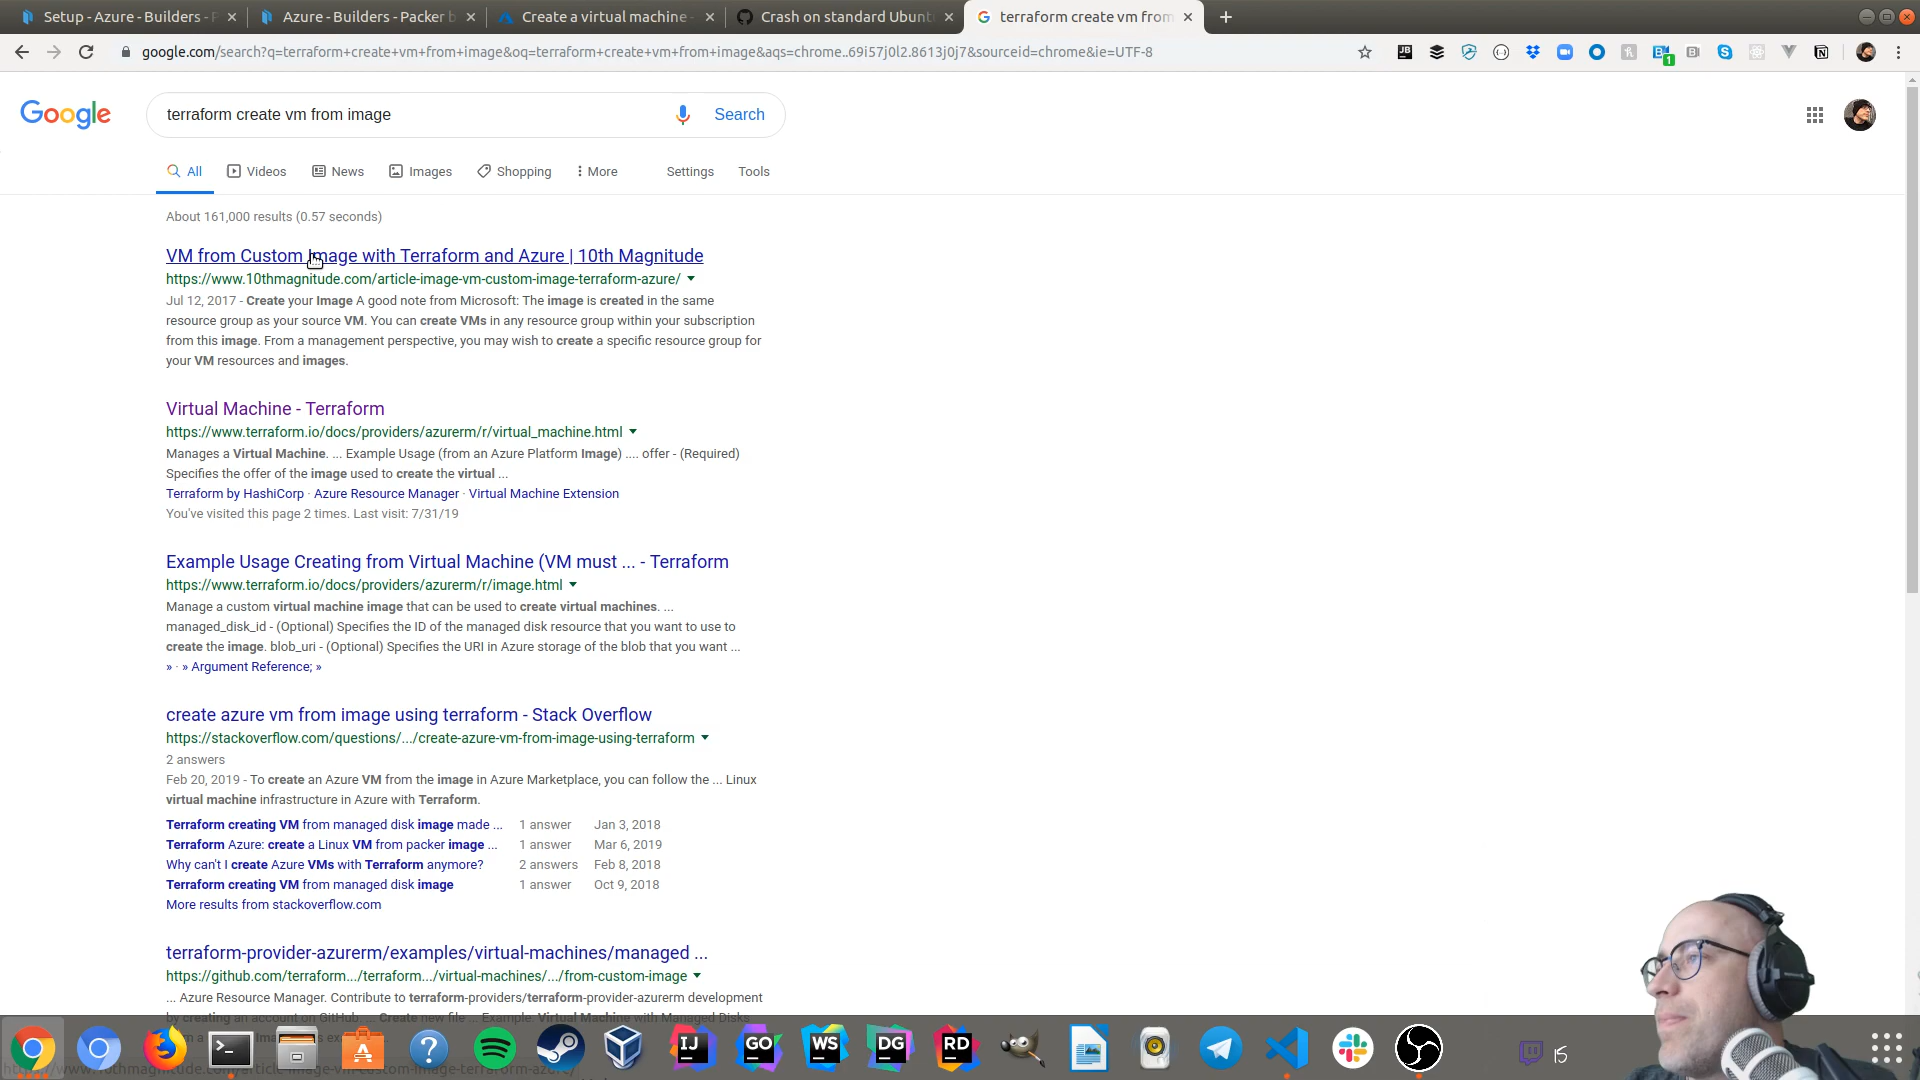 Setup - Azure - Builders - P
Azure - Builders - Packer b
Create a virtual machine -
Crash on standard Ubunt
terraform create vm from
google.com/search?q=terraform+create+vm+from+image&oq=terraform+create+vm+from+image&aqs=chrome..69i57j0l2.8613j0j7&sourceid=chrome&ie=UTF-8
Google
terraform create vm from image
Search
All Videos News Images Shopping More Settings Tools
About 161,000 results (0.57 seconds)
VM from Custom Image with Terraform and Azure | 10th Magnitude
https://www.10thmagnitude.com/article-image-vm-custom-image-terraform-azure/
Jul 12, 2017 - Create your Image A good note from Microsoft: The image is created in the same
resource group as your source VM. You can create VMs in any resource group within your subscription
from this image. From a management perspective, you may wish to create a specific resource group for
your VM resources and images.
Virtual Machine - Terraform
https://www.terraform.io/docs/providers/azurerm/r/virtual_machine.html
Manages a Virtual Machine. ... Example Usage (from an Azure Platform Image) .... offer - (Required)
Specifies the offer of the image used to create the virtual ...
Terraform by HashiCorp · Azure Resource Manager · Virtual Machine Extension
You've visited this page 2 times. Last visit: 7/31/19
Example Usage Creating from Virtual Machine (VM must ... - Terraform
https://www.terraform.io/docs/providers/azurerm/r/image.html
Manage a custom virtual machine image that can be used to create virtual machines. ...
managed_disk_id - (Optional) Specifies the ID of the managed disk resource that you want to use to
create the image. blob_uri - (Optional) Specifies the URI in Azure storage of the blob that you want ...
» · » Argument Reference; »
create azure vm from image using terraform - Stack Overflow
https://stackoverflow.com/questions/.../create-azure-vm-from-image-using-terraform
2 answers
Feb 20, 2019 - To create an Azure VM from the image in Azure Marketplace, you can follow the ... Linux
virtual machine infrastructure in Azure with Terraform.
Terraform creating VM from managed disk image made ... 1 answer Jan 3, 2018
Terraform Azure: create a Linux VM from packer image ... 1 answer Mar 6, 2019
Why can't I create Azure VMs with Terraform anymore? 2 answers Feb 8, 2018
Terraform creating VM from managed disk image 1 answer Oct 9, 2018
More results from stackoverflow.com
terraform-provider-azurerm/examples/virtual-machines/managed ...
https://github.com/terraform.../terraform.../virtual-machines/.../from-custom-image
... Azure Resource Manager. Contribute to terraform-providers/terraform-provider-azurerm development
by creating an account on GitHub. ... Create new file ... Example: Virtual Machine with Managed Disks
IJ GO WS DG RD
15